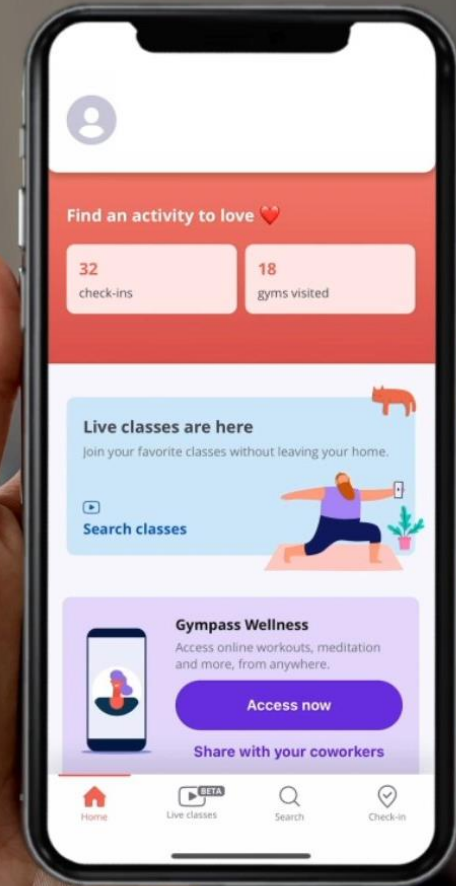 Find an activity to love ❤️
32
check-ins
18
gyms visited
Live classes are here
Join your favorite classes without leaving your home.
Search classes
Gympass Wellness
Access online workouts, meditation
and more, from anywhere.
Access now
Share with your coworkers
BETA
Home
Live classes
Search
Check-in